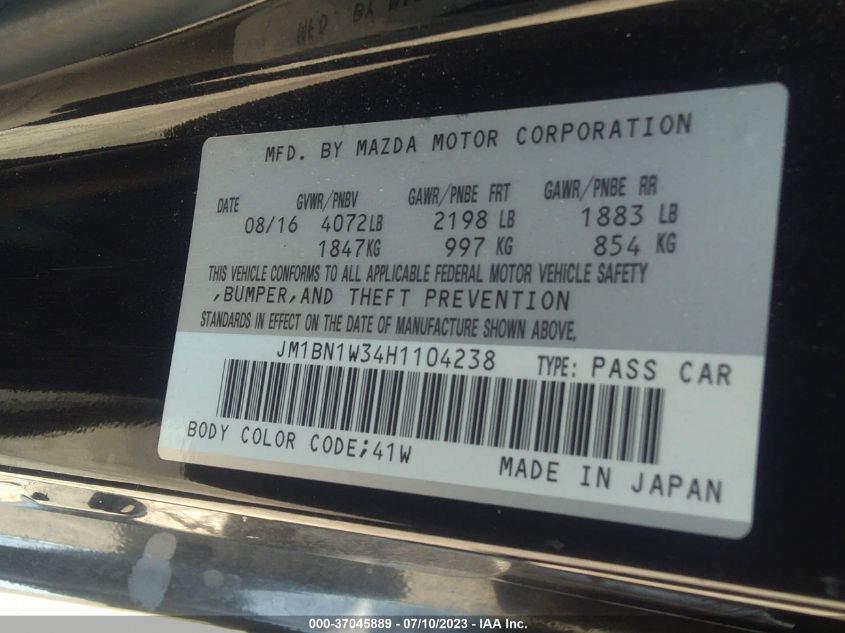 MFD. BY MAZDA MOTOR CORPORATION
DATE GVWR/PNBV GAWR/PNBE FRT GAWR/PNBE RR
08/16 4072LB 2198 LB 1883 LB
1847KG 997 KG 854 KG
THIS VEHICLE CONFORMS TO ALL APPLICABLE FEDERAL MOTOR VEHICLE SAFETY
,BUMPER,AND THEFT PREVENTION
STANDARDS IN EFFECT ON THE DATE OF MANUFACTURE SHOWN ABOVE.
JM1BN1W34H1104238 TYPE: PASS CAR
BODY COLOR CODE;41W
MADE IN JAPAN
000-37045889 - 07/10/2023 - IAA Inc.